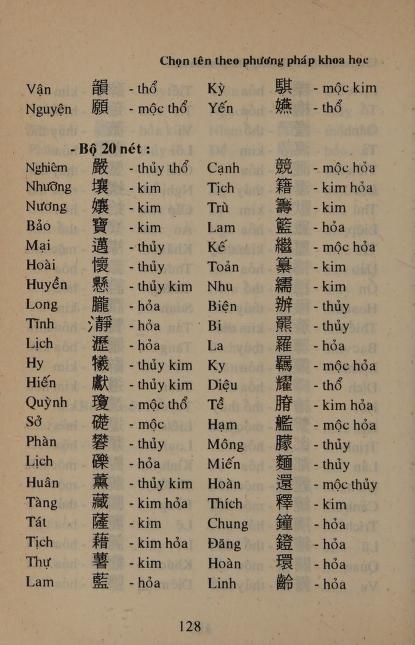 Chọn tên theo phương pháp khoa học
Vận 韻 - thổ Kỳ 騏 - mộc kim
Nguyện 願 - mộc thổ Yến 嬿 - thổ
- Bộ 20 nét :
Nghiêm 嚴 - thủy thổ Cạnh 競 - mộc hỏa
Nhưỡng 壤 - kim Tịch 籍 - kim hỏa
Nương 孃 - kim Trù 籌 - kim
Bảo 寶 - kim Lam 籃 - hỏa
Mại 邁 - thủy Kế 繼 - mộc hỏa
Hoài 懷 - thủy Toản 纂 - kim
Huyền 懸 - thủy kim Nhu 繻 - kim
Long 朧 - hỏa Biện 辦 - thủy
Tĩnh 瀞 - hỏa Bi 羆 - thủy
Lịch 瀝 - hỏa La 羅 - hỏa
Hy 犧 - thủy kim Ky 羈 - mộc hỏa
Hiến 獻 - thủy kim Diệu 耀 - thổ
Quỳnh 瓊 - mộc thổ Tề 臍 - kim hỏa
Sở 礎 - mộc Hạm 艦 - mộc hỏa
Phàn 礬 - thủy Mông 朦 - thủy
Lịch 礫 - hỏa Miến 麵 - thủy
Huân 薰 - thủy kim Hoàn 還 - mộc thủy
Tàng 藏 - kim hỏa Thích 釋 - kim
Tát 薩 - kim Chung 鐘 - hỏa
Tịch 藉 - kim hỏa Đăng 鐙 - hỏa
Thự 薯 - kim Hoàn 環 - hỏa
Lam 藍 - hỏa Linh 齡 - hỏa
128